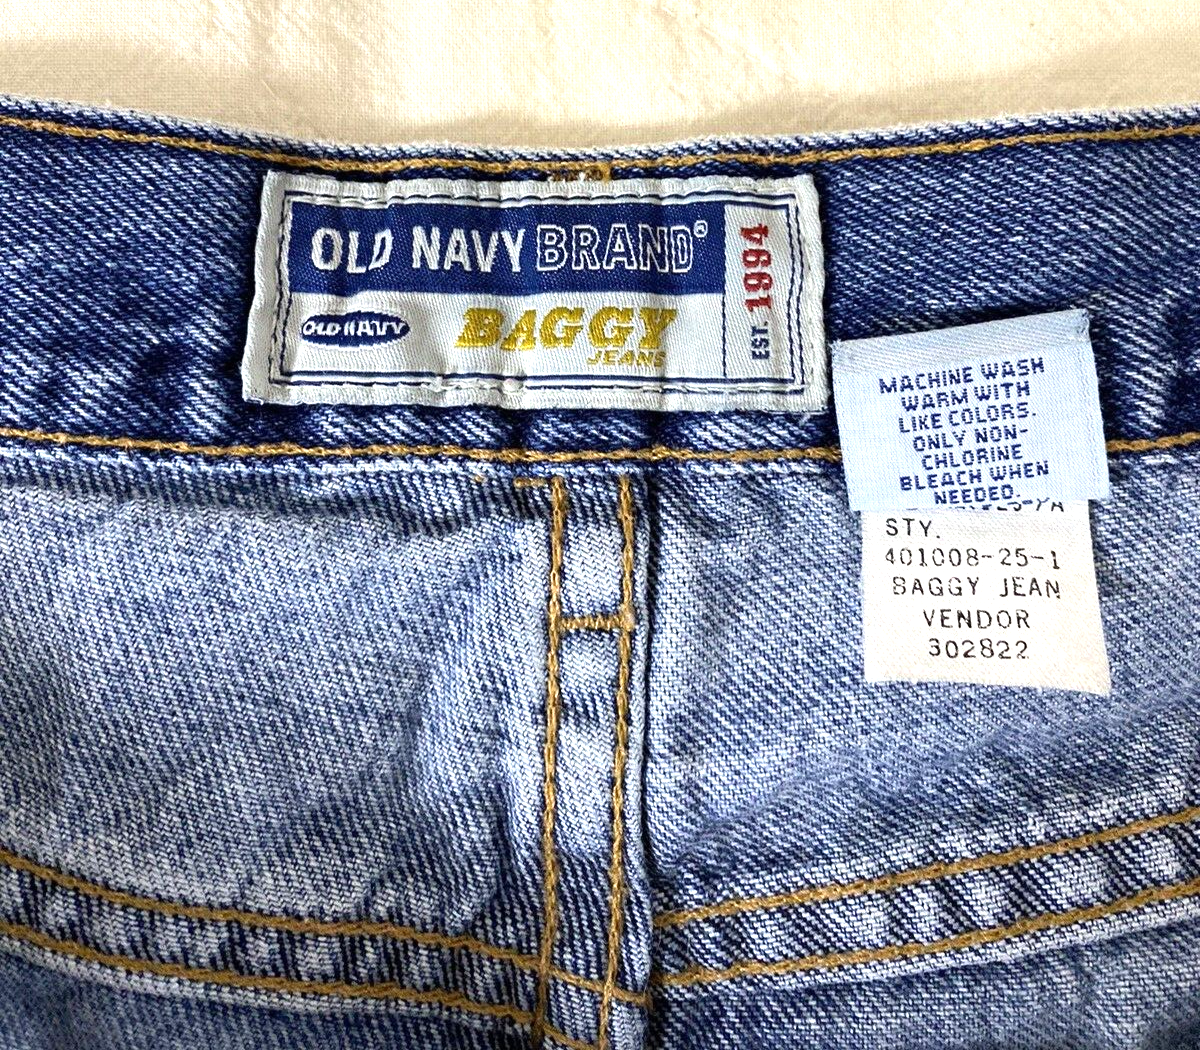 OLD NAVY BRAND®
OLD NAVY
BAGGY
JEANS
EST. 1994
MACHINE WASH
WARM WITH
LIKE COLORS.
ONLY NON-
CHLORINE
BLEACH WHEN
NEEDED.
STY.
401008-25-1
BAGGY JEAN
VENDOR
302822